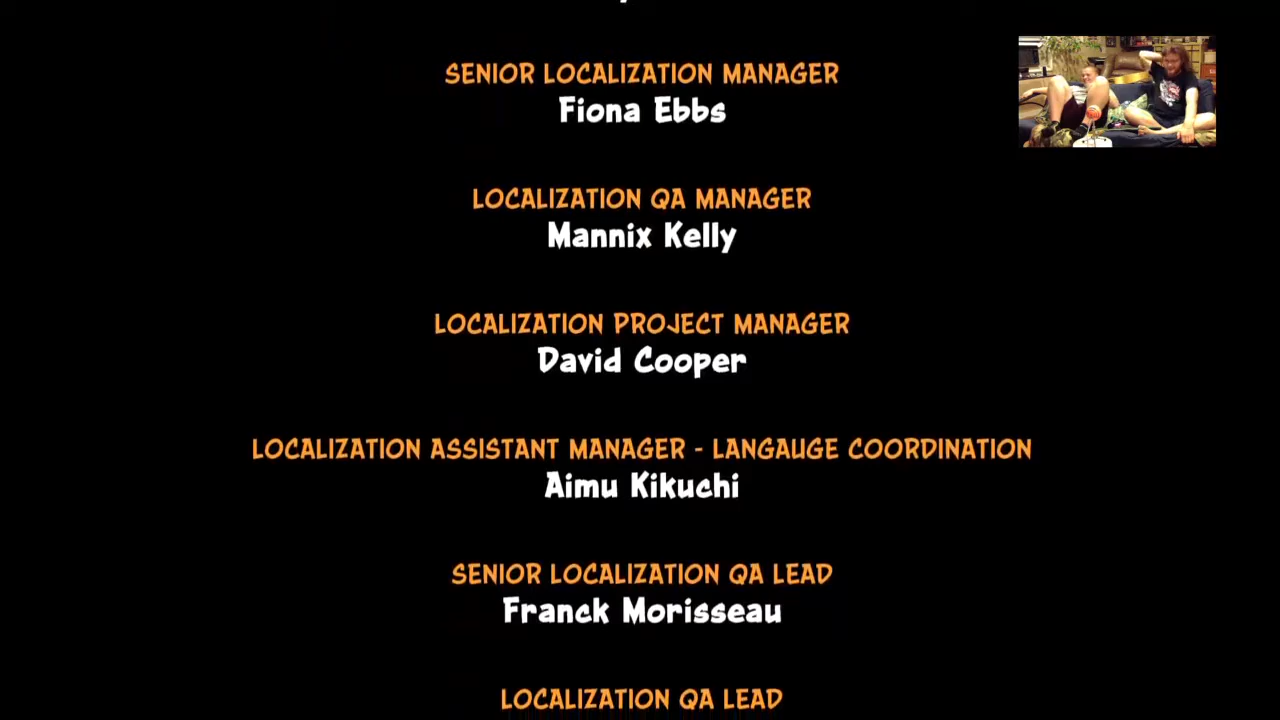 SENIOR LOCALIZATION MANAGER
Fiona Ebbs
LOCALIZATION QA MANAGER
Mannix Kelly
LOCALIZATION PROJECT MANAGER
David Cooper
LOCALIZATION ASSISTANT MANAGER - LANGAUGE COORDINATION
Aimu Kikuchi
SENIOR LOCALIZATION QA LEAD
Franck Morisseau
LOCALIZATION QA LEAD